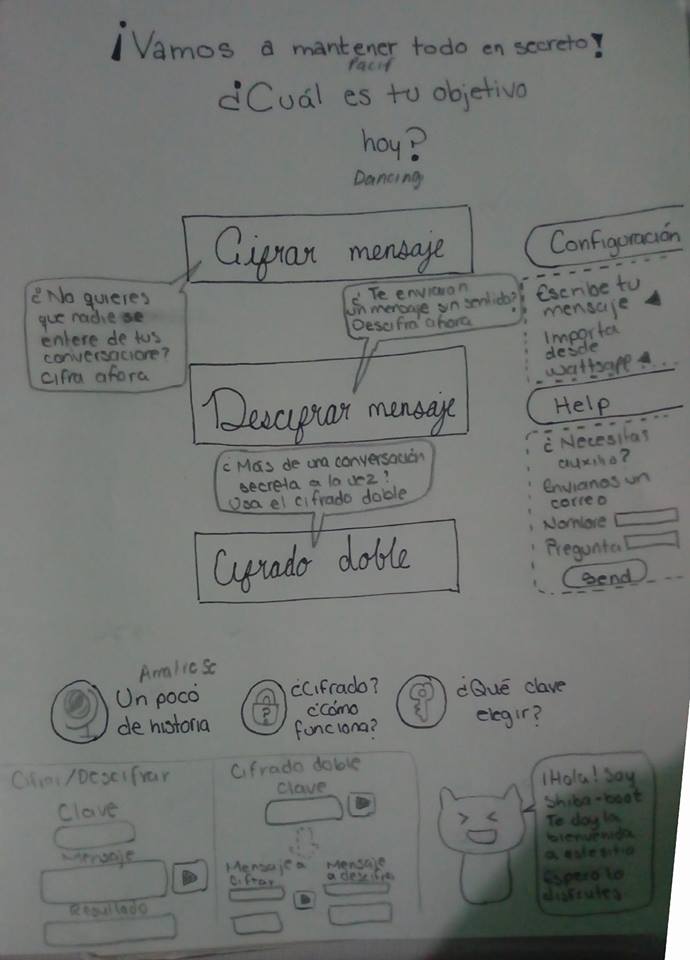 ¡Vamos a mantener todo en secreto!
Pacif
¿Cuál es tu objetivo
hoy?
Dancing
Cifrar mensaje
¿No quieres
que nadie se
entere de tus
conversacione?
Cifra ahora
¿Te enviaron
un mensaje sin sentido?
Descifra ahora
Descifrar mensaje
¿Más de una conversación
secreta a la vez?
Usa el cifrado doble
Cifrado doble
Configuración
Escribe tu
mensaje
Importa
desde
wattsapp
Help
¿Necesitas
auxilio?
Envianos un
correo
Nombre
Pregunta
Send
Amatic Sc
Un poco
de historia
¿Cifrado?
¿Cómo
funciona?
¿Qué clave
elegir?
Cifrar/Descifrar
Clave
Mensaje
Resultado
Cifrado doble
Clave
Mensaje a
cifrar
Mensaje
a descifrar
¡Hola! Soy
Shiba-boot
Te doy la
bienvenida
a este sitio
Espero lo
disfrutes